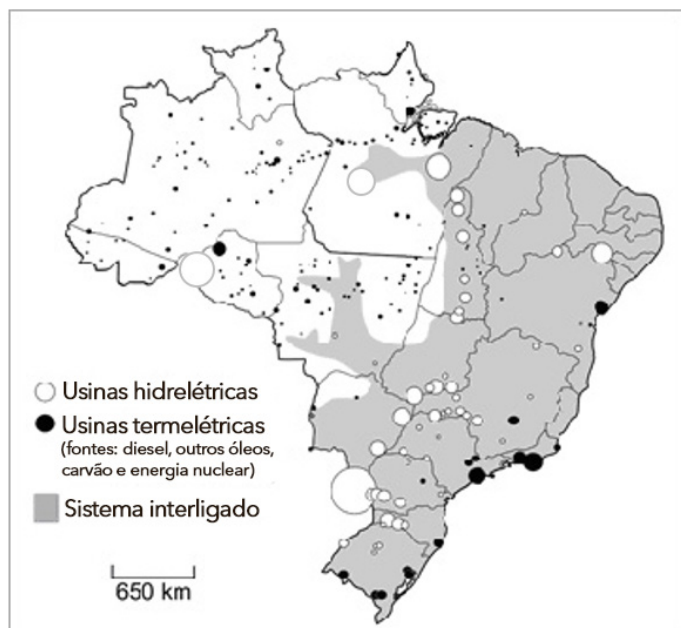 Usinas hidrelétricas
Usinas termelétricas
(fontes: diesel, outros óleos,
carvão e energia nuclear)
Sistema interligado
650 km